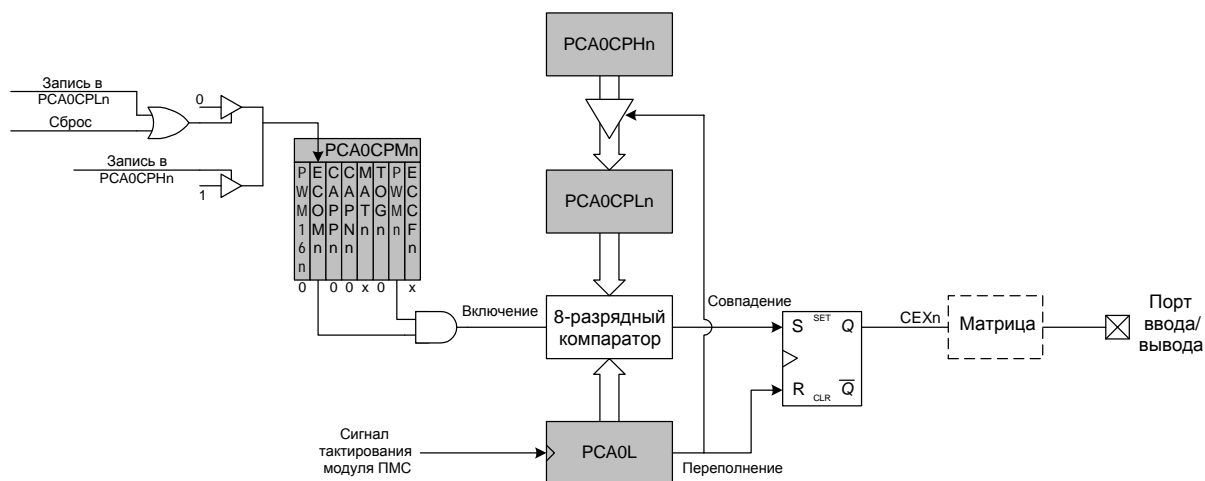 PCA0CPHn
Запись в
PCA0CPLn
Сброс
0
Запись в
PCA0CPHn
1
PCA0CPMn
PWM16n
ECOMn
CAPPn
CAPNn
MATn
TOGn
PWMn
ECCFn
0
0
0
x
0
x
PCA0CPLn
Включение
8-разрядный
компаратор
Совпадение
S
SET
Q
R
CLR
Q
CEXn
Матрица
Порт
ввода/
вывода
Сигнал
тактирования
модуля ПМС
PCA0L
Переполнение